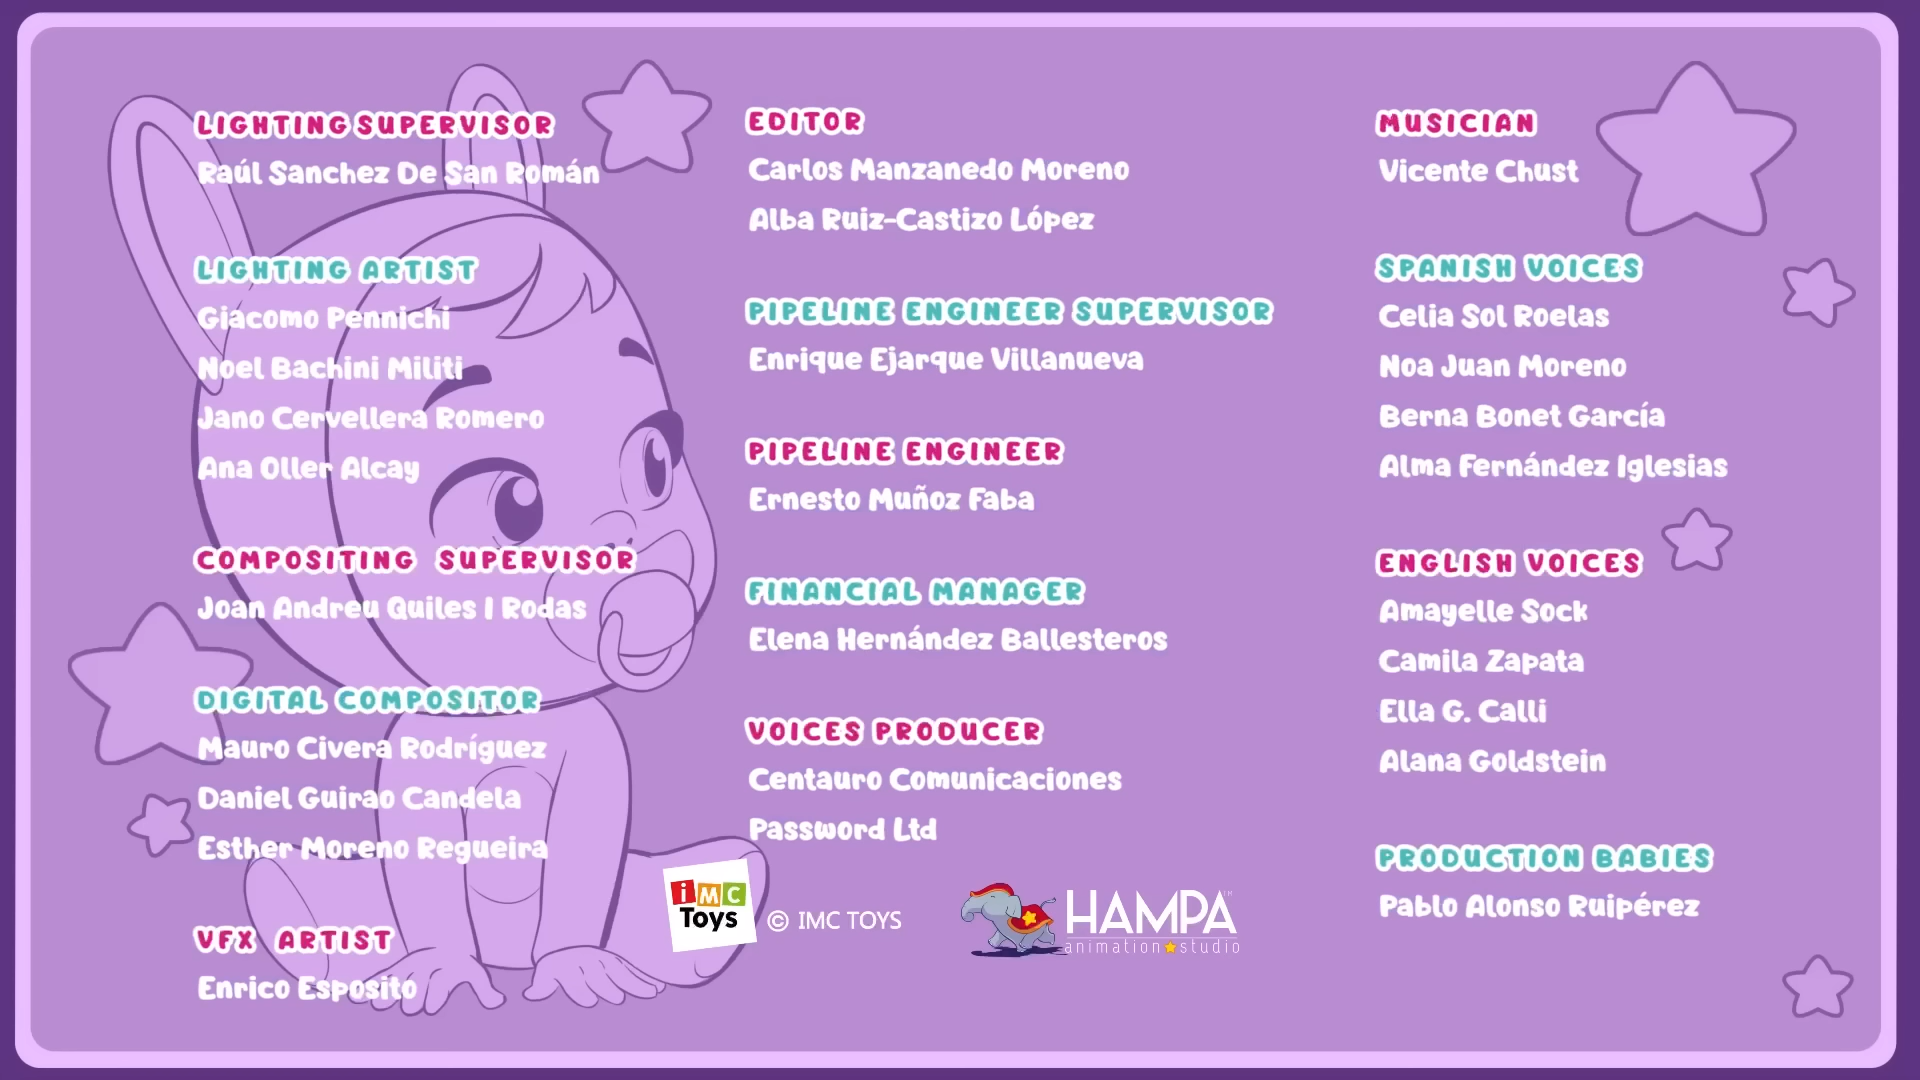 LIGHTING SUPERVISOR
Raúl Sanchez De San Román
LIGHTING ARTIST
Giacomo Pennichi
Noel Bachini Militi
Jano Cervellera Romero
Ana Oller Alcay
COMPOSITING SUPERVISOR
Joan Andreu Quiles I Rodas
DIGITAL COMPOSITOR
Mauro Civera Rodríguez
Daniel Guirao Candela
Esther Moreno Regueira
VFX ARTIST
Enrico Esposito
EDITOR
Carlos Manzanedo Moreno
Alba Ruiz-Castizo López
PIPELINE ENGINEER SUPERVISOR
Enrique Ejarque Villanueva
PIPELINE ENGINEER
Ernesto Muñoz Faba
FINANCIAL MANAGER
Elena Hernández Ballesteros
VOICES PRODUCER
Centauro Comunicaciones
Password Ltd
iMC
Toys
© IMC TOYS
HAMPA™
animation studio
MUSICIAN
Vicente Chust
SPANISH VOICES
Celia Sol Roelas
Noa Juan Moreno
Berna Bonet García
Alma Fernández Iglesias
ENGLISH VOICES
Amayelle Sock
Camila Zapata
Ella G. Calli
Alana Goldstein
PRODUCTION BABIES
Pablo Alonso Ruipérez